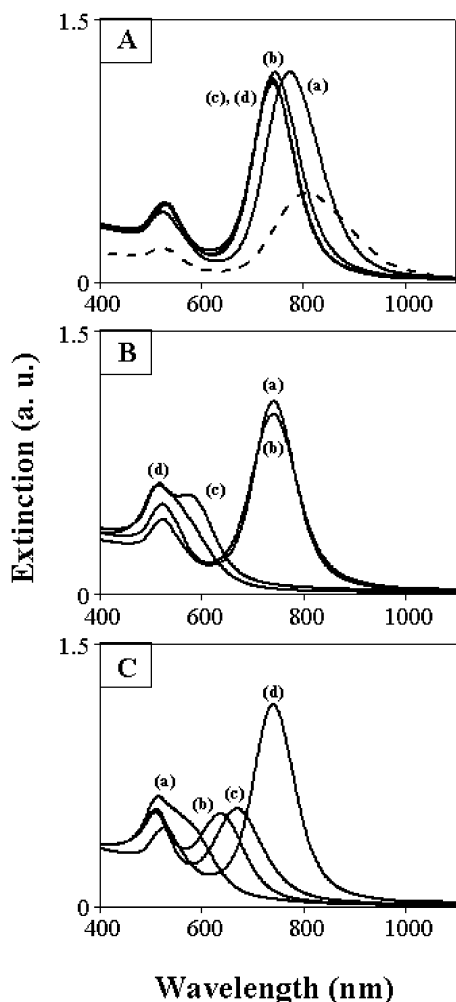 1.5
A
(b)
(a)
(c), (d)
0
400 600 800 1000
1.5
B
(a)
(b)
(d)
(c)
0
400 600 800 1000
1.5
C
(d)
(a)
(b)
(c)
0
400 600 800 1000
Extinction (a. u.)
Wavelength (nm)